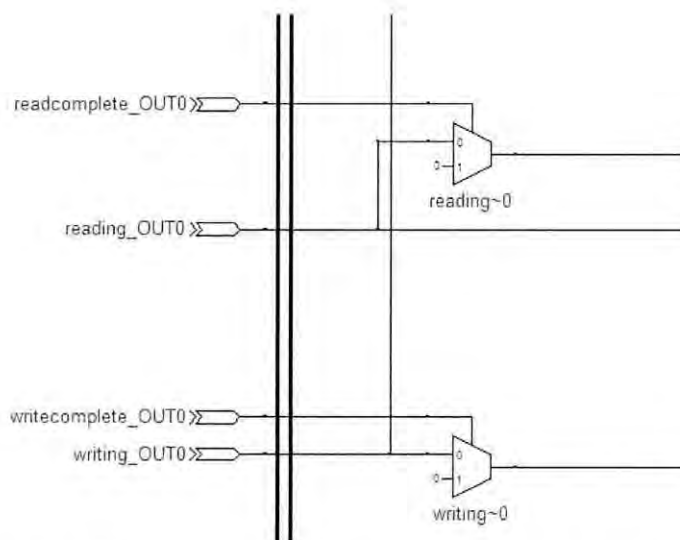 readcomplete_OUT0
0
0 1
reading~0
reading_OUT0
writecomplete_OUT0
writing_OUT0 0
0 1
writing~0